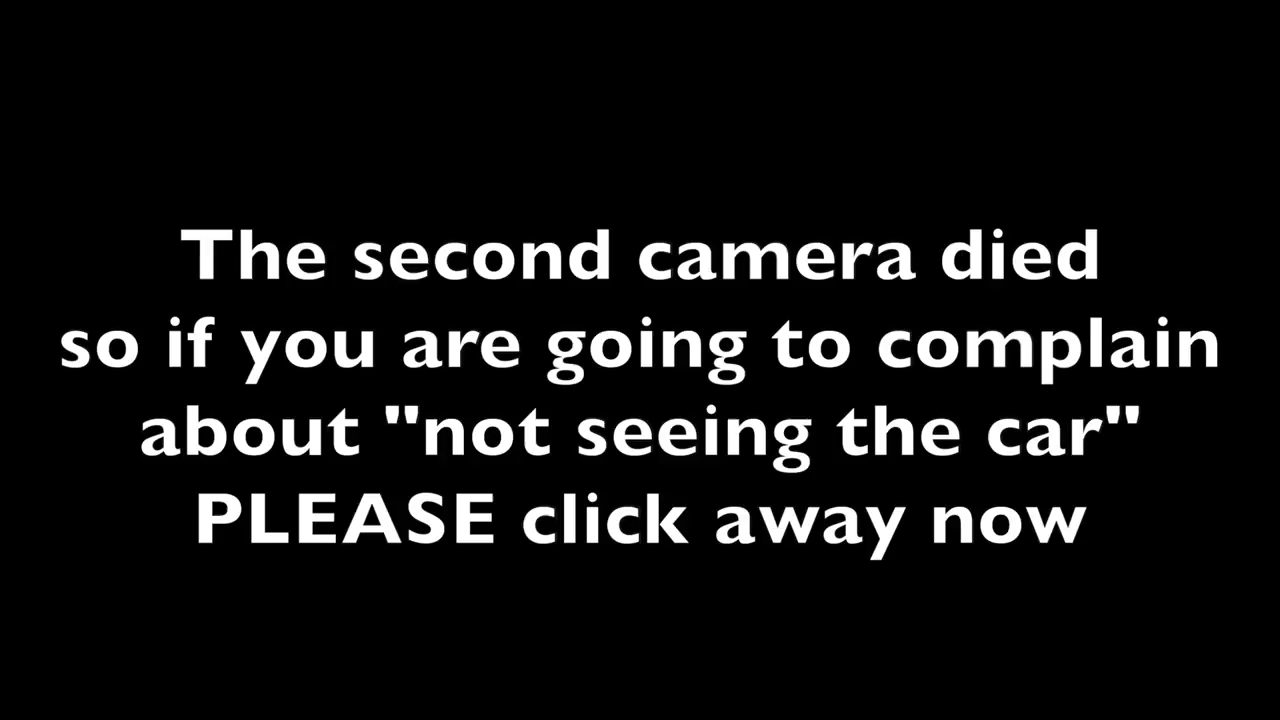 The second camera died
so if you are going to complain
about "not seeing the car"
PLEASE click away now